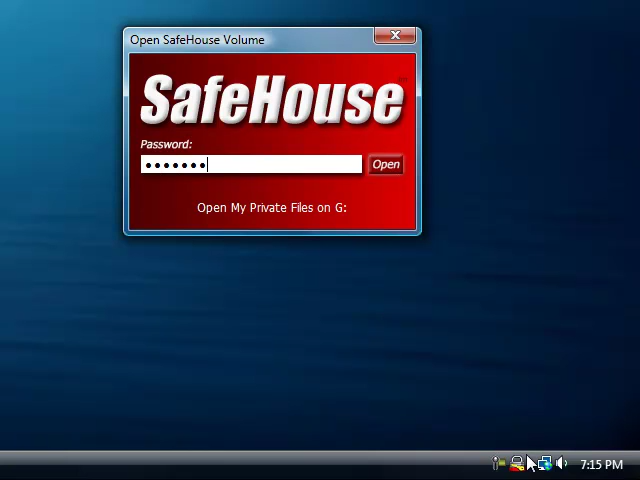 Open SafeHouse Volume
SafeHouse
Password:
Open
Open My Private Files on G:
7:15 PM